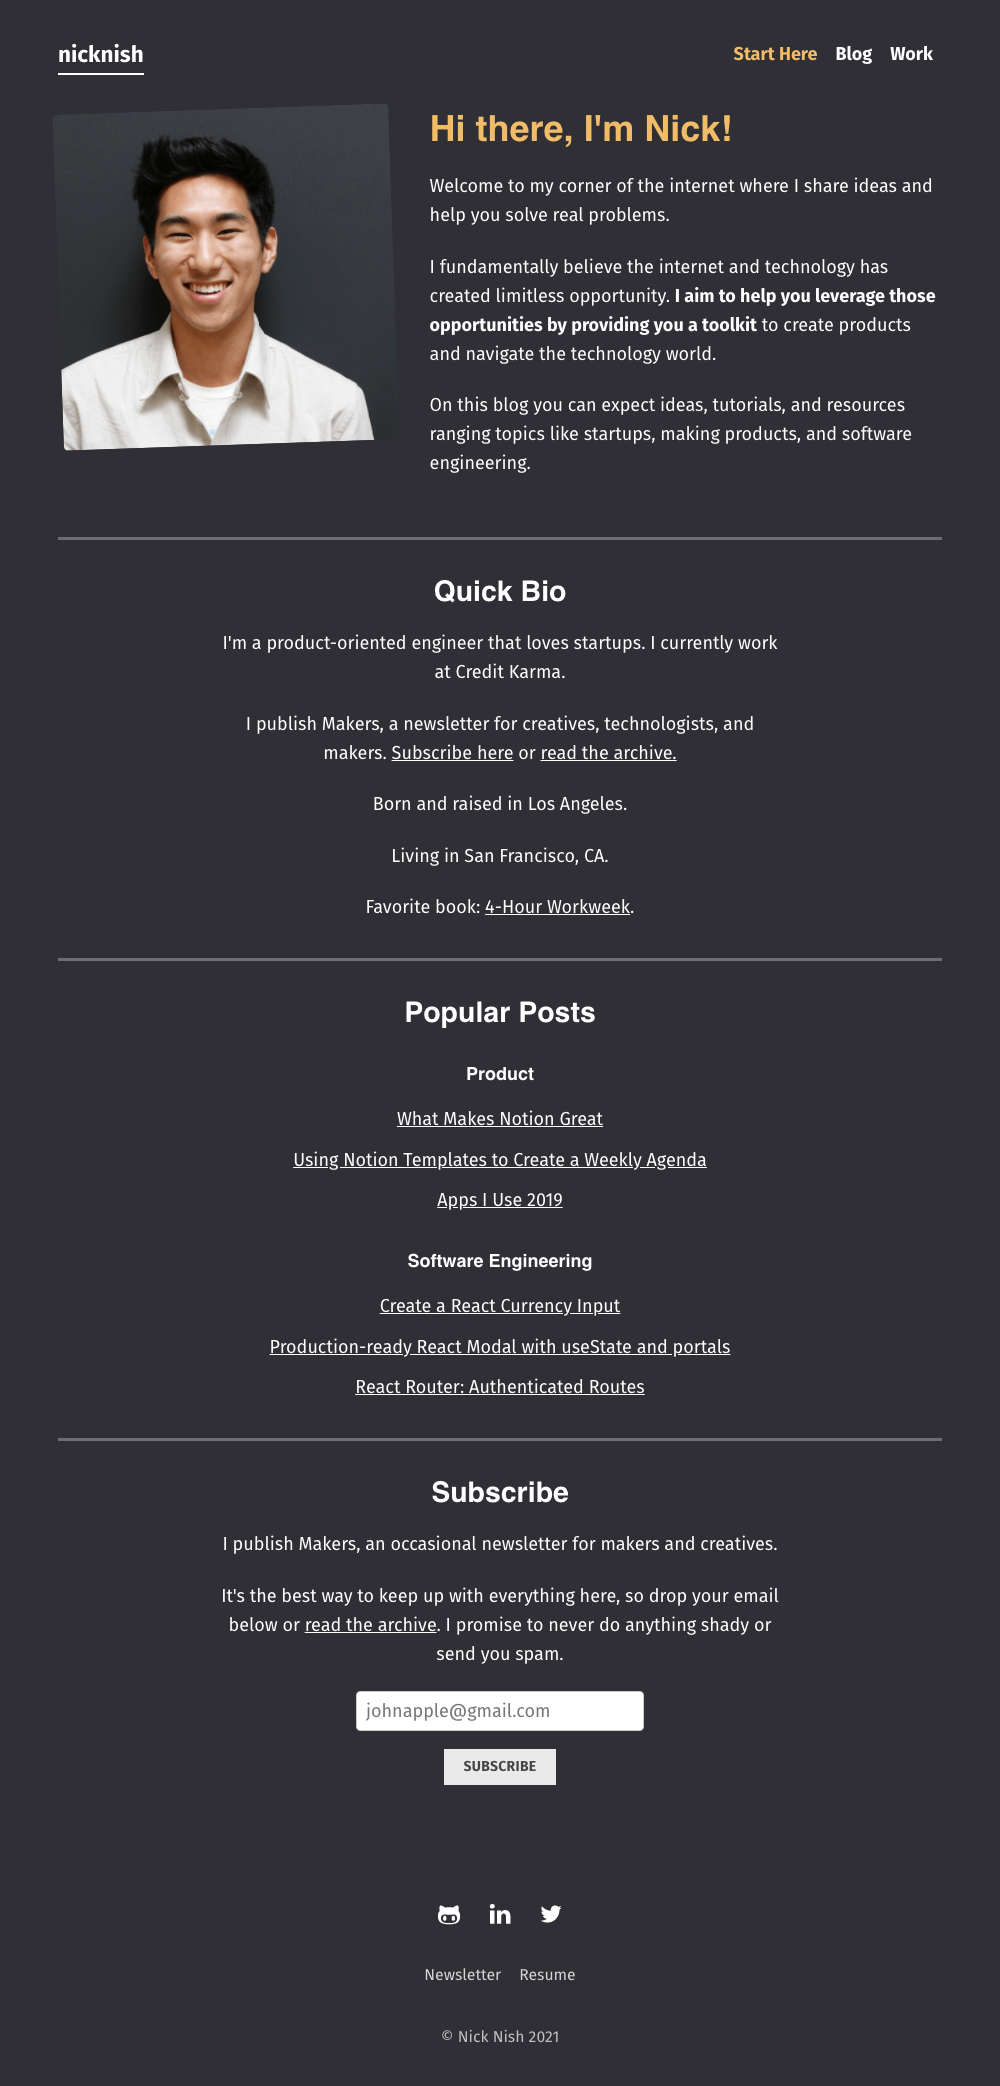 nicknish
Start Here Blog Work
Hi there, I'm Nick!
Welcome to my corner of the internet where I share ideas and
help you solve real problems.
I fundamentally believe the internet and technology has
created limitless opportunity. I aim to help you leverage those
opportunities by providing you a toolkit to create products
and navigate the technology world.
On this blog you can expect ideas, tutorials, and resources
ranging topics like startups, making products, and software
engineering.
Quick Bio
I'm a product-oriented engineer that loves startups. I currently work
at Credit Karma.
I publish Makers, a newsletter for creatives, technologists, and
makers. Subscribe here or read the archive.
Born and raised in Los Angeles.
Living in San Francisco, CA.
Favorite book: 4-Hour Workweek.
Popular Posts
Product
What Makes Notion Great
Using Notion Templates to Create a Weekly Agenda
Apps I Use 2019
Software Engineering
Create a React Currency Input
Production-ready React Modal with useState and portals
React Router: Authenticated Routes
Subscribe
I publish Makers, an occasional newsletter for makers and creatives.
It's the best way to keep up with everything here, so drop your email
below or read the archive. I promise to never do anything shady or
send you spam.
johnapple@gmail.com
SUBSCRIBE
in
Newsletter Resume
© Nick Nish 2021